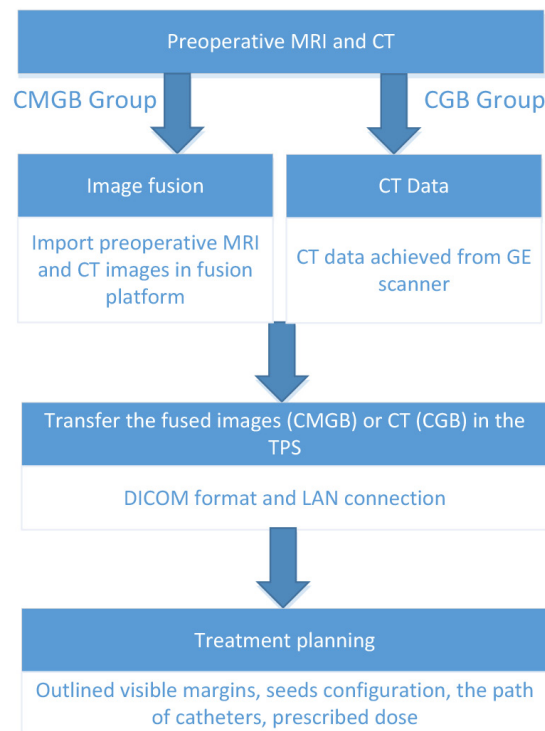 Preoperative MRI and CT
CMGB Group
CGB Group
Image fusion
Import preoperative MRI
and CT images in fusion
platform
CT Data
CT data achieved from GE
scanner
Transfer the fused images (CMGB) or CT (CGB) in the
TPS
DICOM format and LAN connection
Treatment planning
Outlined visible margins, seeds configuration, the path
of catheters, prescribed dose